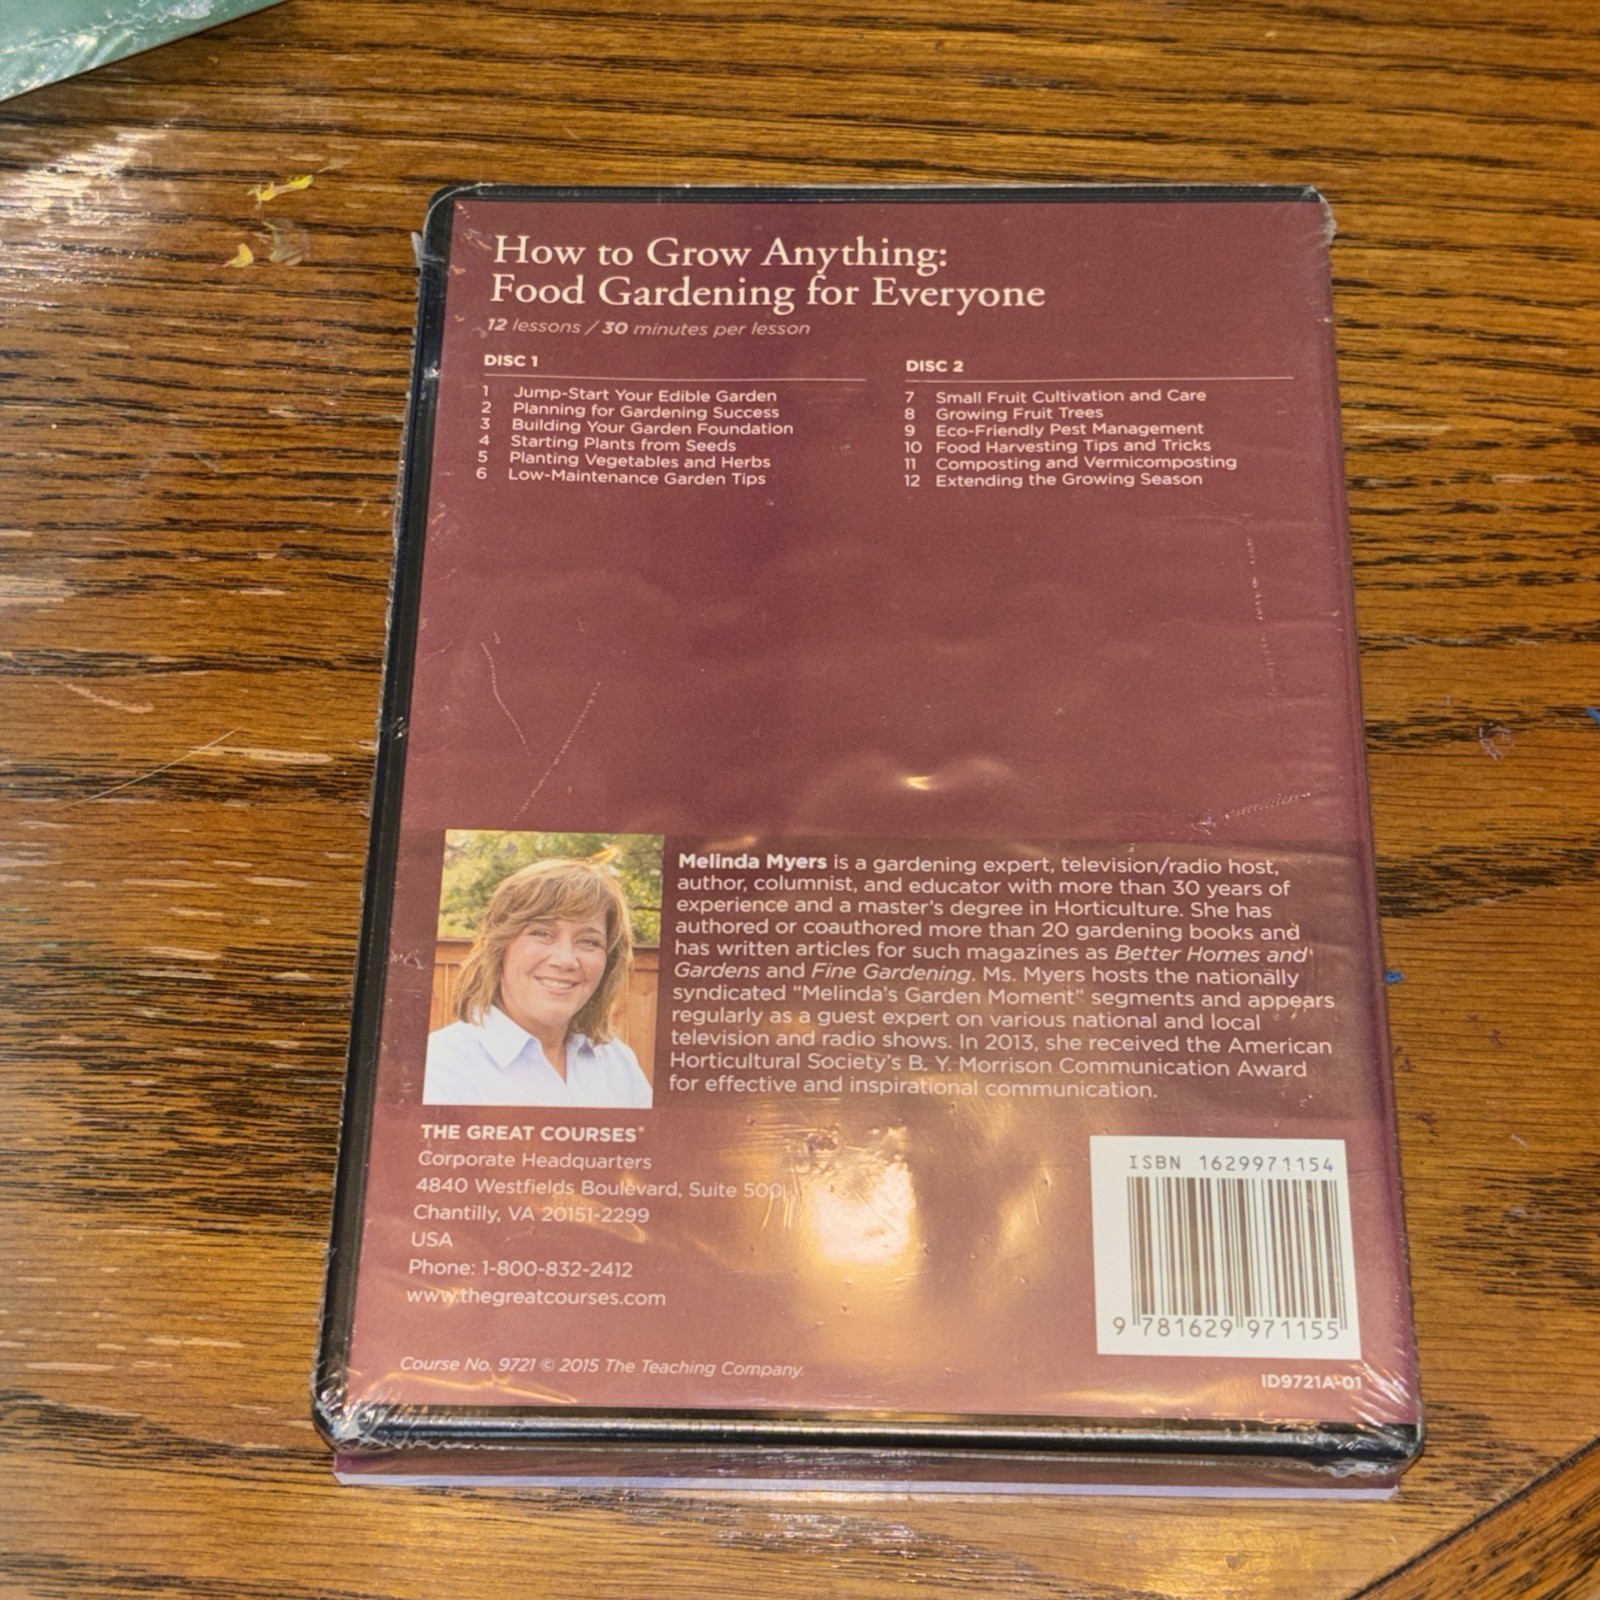 How to Grow Anything:
Food Gardening for Everyone
12 lessons / 30 minutes per lesson
DISC 1
1 Jump-Start Your Edible Garden
2 Planning for Gardening Success
3 Building Your Garden Foundation
4 Starting Plants from Seeds
5 Planting Vegetables and Herbs
6 Low-Maintenance Garden Tips
DISC 2
7 Small Fruit Cultivation and Care
8 Growing Fruit Trees
9 Eco-Friendly Pest Management
10 Food Harvesting Tips and Tricks
11 Composting and Vermicomposting
12 Extending the Growing Season
Melinda Myers is a gardening expert, television/radio host,
author, columnist, and educator with more than 30 years of
experience and a master's degree in Horticulture. She has
authored or coauthored more than 20 gardening books and
has written articles for such magazines as Better Homes and
Gardens and Fine Gardening. Ms. Myers hosts the nationally
syndicated "Melinda's Garden Moment" segments and appears
regularly as a guest expert on various national and local
television and radio shows. In 2013, she received the American
Horticultural Society's B. Y. Morrison Communication Award
for effective and inspirational communication.
THE GREAT COURSES®
Corporate Headquarters
4840 Westfields Boulevard, Suite 500
Chantilly, VA 20151-2299
USA
Phone: 1-800-832-2412
www.thegreatcourses.com
Course No. 9721 © 2015 The Teaching Company.
ISBN 1629971154
9 781629 971155
ID9721A-01